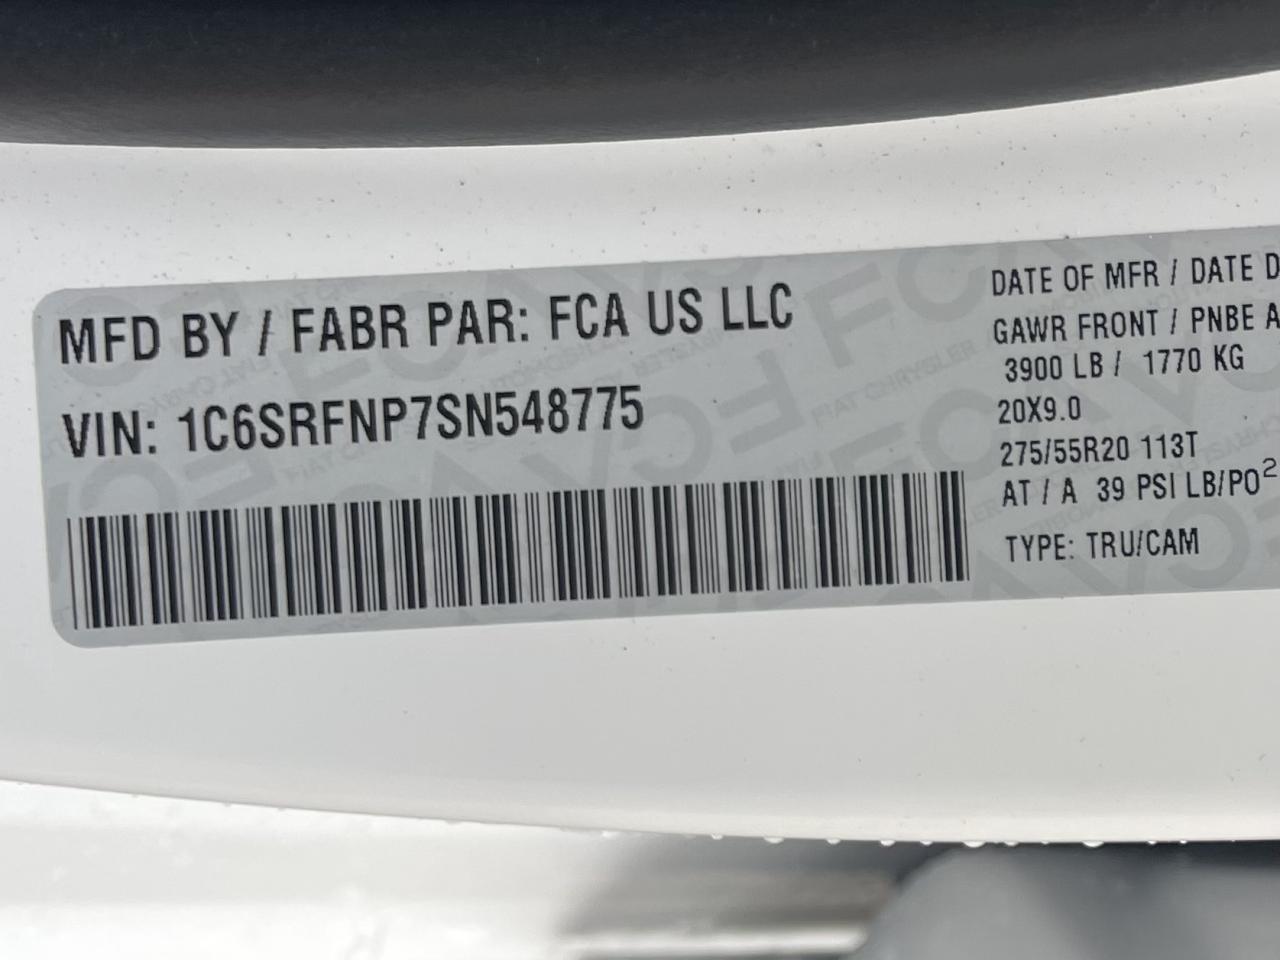 MFD BY / FABR PAR: FCA US LLC
VIN: 1C6SRFNP7SN548775
DATE OF MFR / DATE D
GAWR FRONT / PNBE A
3900 LB / 1770 KG
20X9.0
275/55R20 113T
AT / A 39 PSI LB/PO²
TYPE: TRU/CAM